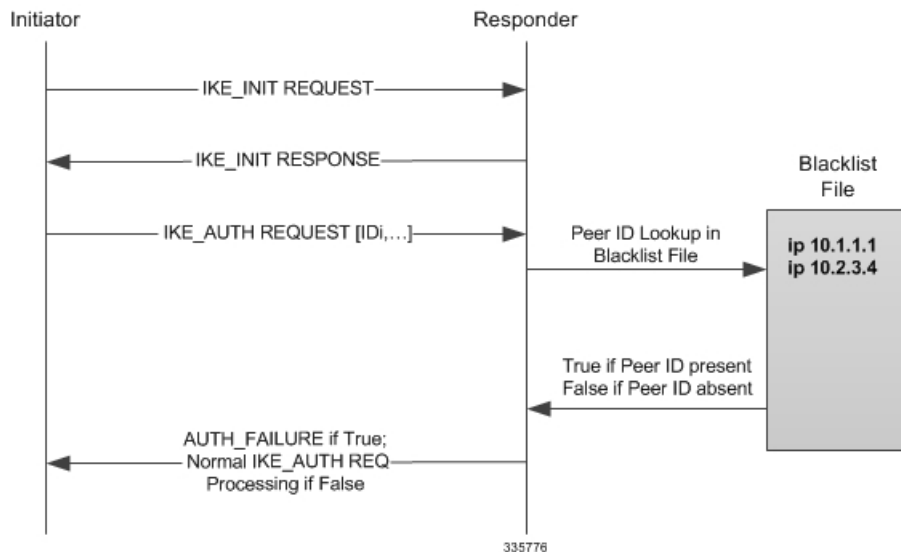 Initiator
Responder
IKE_INIT REQUEST
IKE_INIT RESPONSE
Blacklist
File
IKE_AUTH REQUEST [IDi,...]
Peer ID Lookup in
Blacklist File
ip 10.1.1.1
ip 10.2.3.4
True if Peer ID present
False if Peer ID absent
AUTH_FAILURE if True;
Normal IKE_AUTH REQ
Processing if False
335776